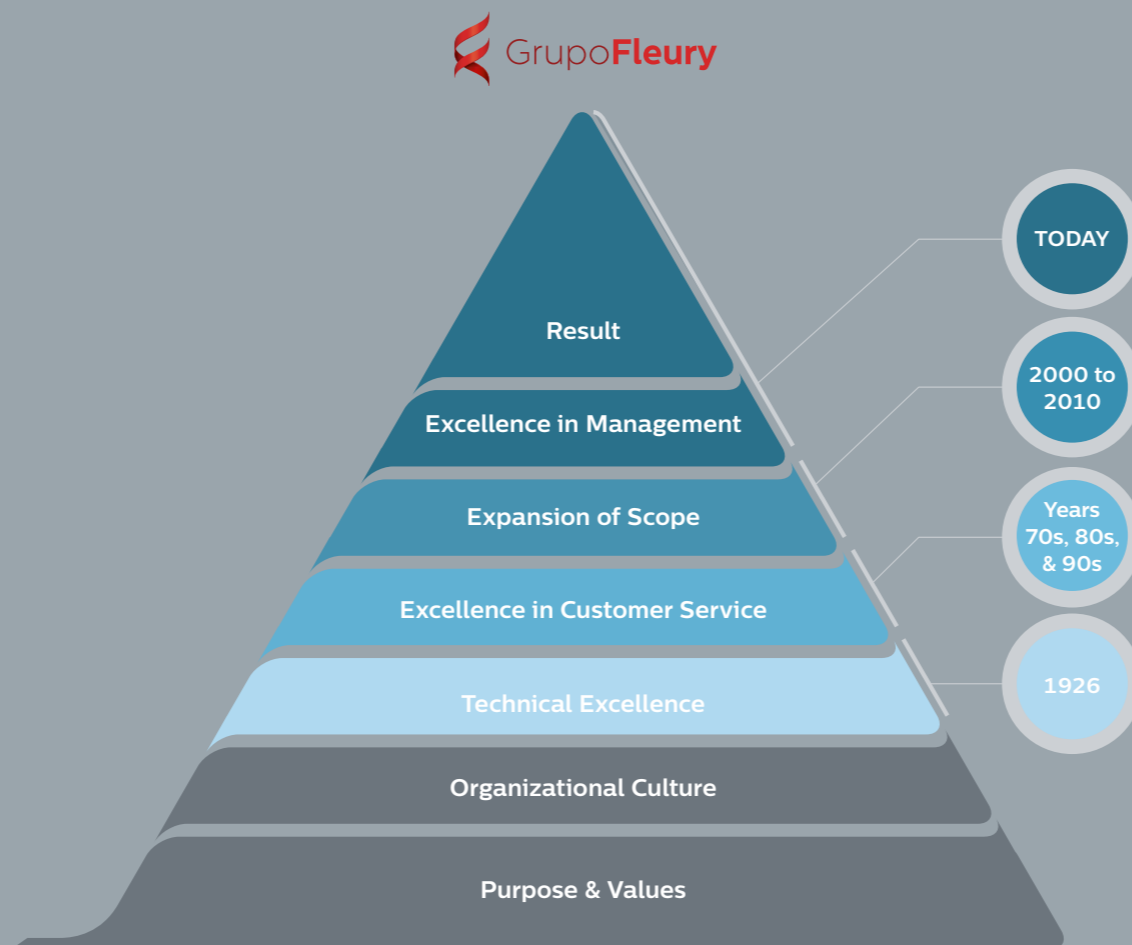 GrupoFleury
TODAY
Result
2000 to
2010
Excellence in Management
Expansion of Scope
Years
70s, 80s,
& 90s
Excellence in Customer Service
1926
Technical Excellence
Organizational Culture
Purpose & Values